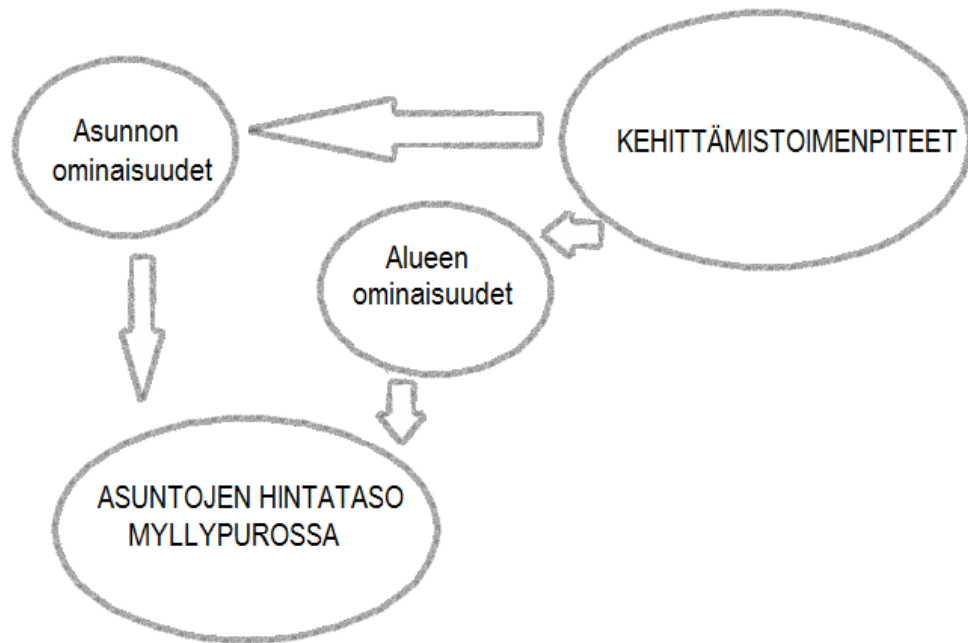 Asunnon
ominaisuudet
KEHITTÄMISTOIMENPITEET
Alueen
ominaisuudet
ASUNTOJEN HINTATASO
MYLLYPUROSSA